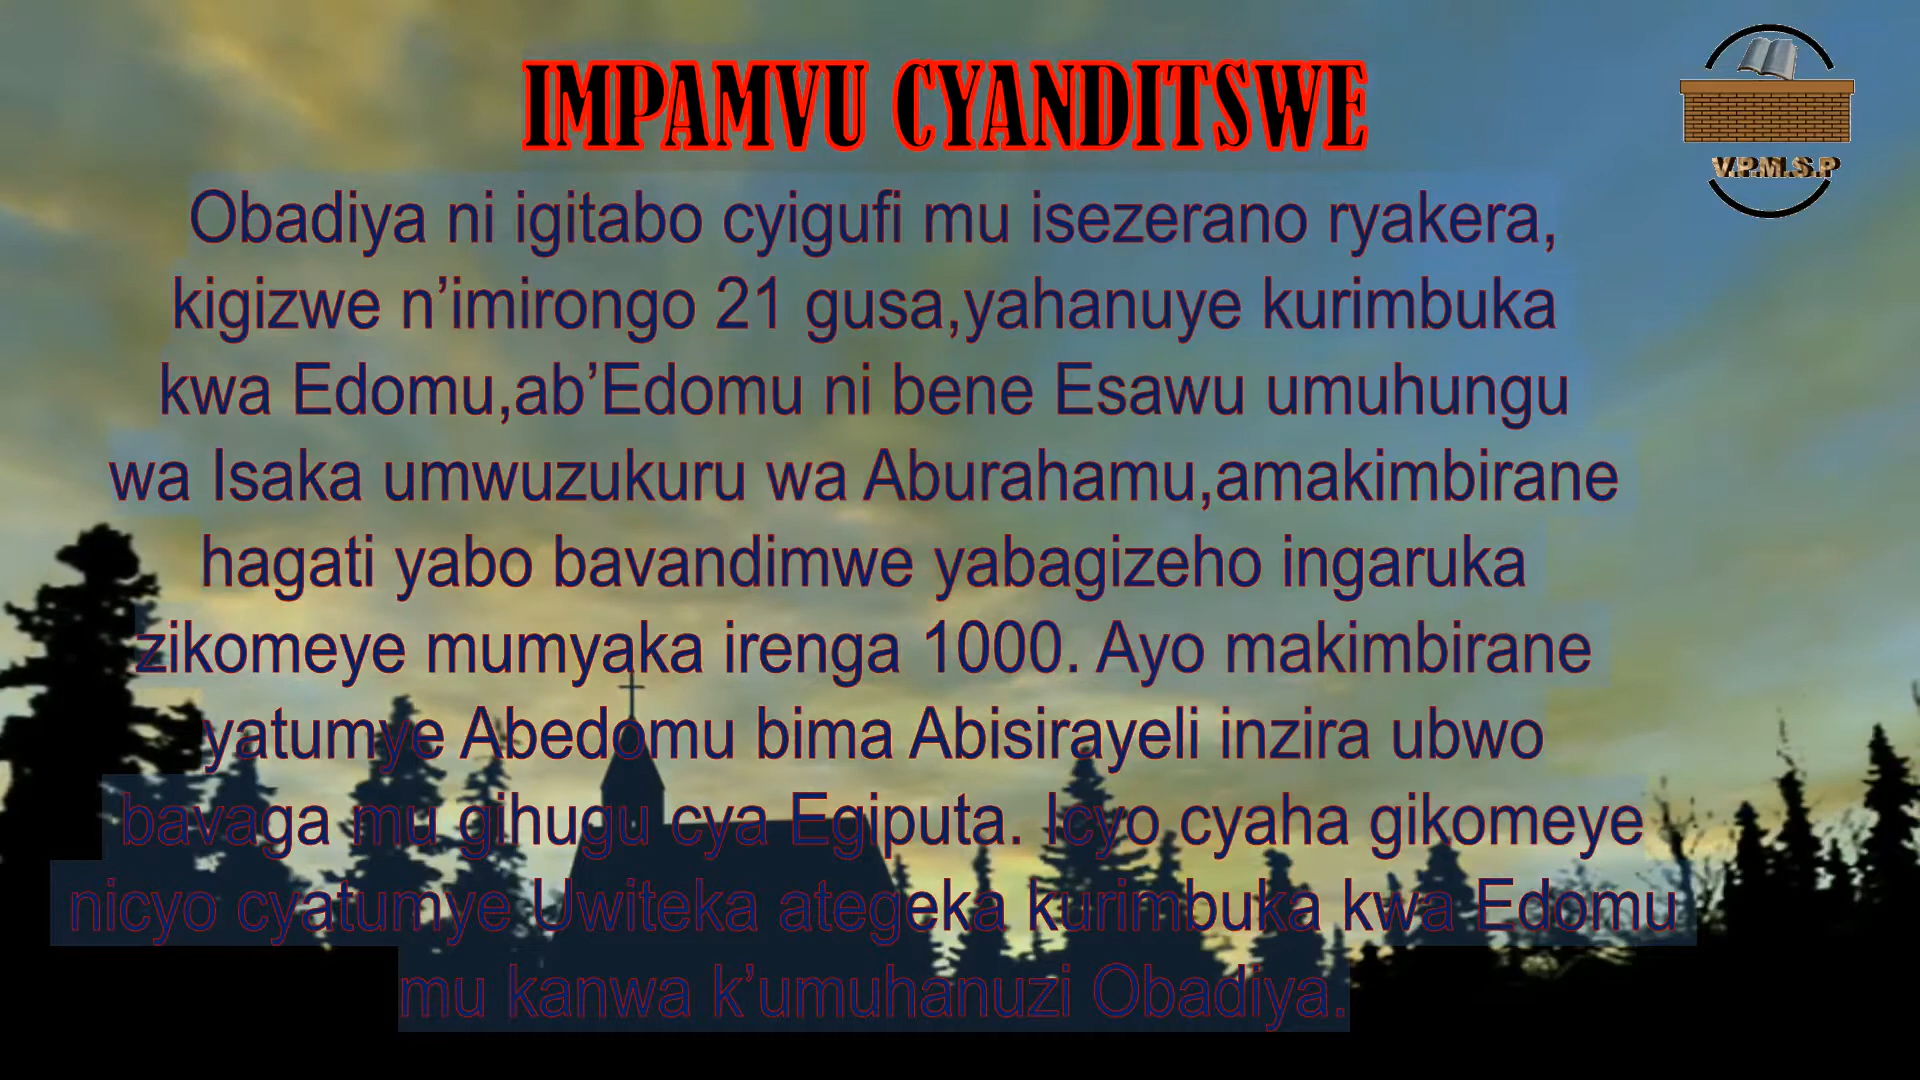 IMPAMVU CYANDITSWE
V.P.M.S.P
Obadiya ni igitabo cyigufi mu isezerano ryakera,
kigizwe n’imirongo 21 gusa,yahanuye kurimbuka
kwa Edomu,ab’Edomu ni bene Esawu umuhungu
wa Isaka umwuzukuru wa Aburahamu,amakimbirane
hagati yabo bavandimwe yabagizeho ingaruka
zikomeye mumyaka irenga 1000. Ayo makimbirane
yatumye Abedomu bima Abisirayeli inzira ubwo
bavaga mu gihugu cya Egiputa. Icyo cyaha gikomeye
nicyo cyatumye Uwiteka ategeka kurimbuka kwa Edomu
mu kanwa k’umuhanuzi Obadiya.